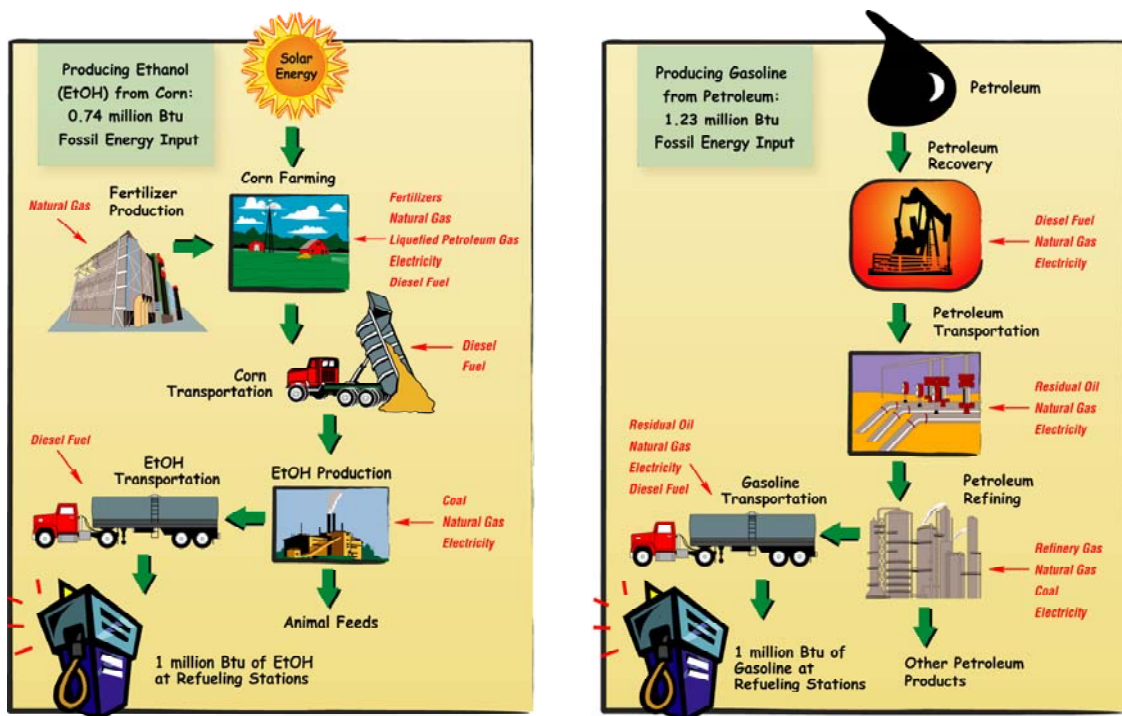 Producing Ethanol
(EtOH) from Corn:
0.74 million Btu
Fossil Energy Input
Solar
Energy
Corn Farming
Fertilizer
Production
Natural Gas
Fertilizers
Natural Gas
Liquefied Petroleum Gas
Electricity
Diesel Fuel
Corn
Transportation
Diesel
Fuel
Diesel Fuel
EtOH
Transportation
EtOH Production
Coal
Natural Gas
Electricity
Animal Feeds
1 million Btu of EtOH
at Refueling Stations
Producing Gasoline
from Petroleum:
1.23 million Btu
Fossil Energy Input
Petroleum
Petroleum
Recovery
Diesel Fuel
Natural Gas
Electricity
Petroleum
Transportation
Residual Oil
Natural Gas
Electricity
Residual Oil
Natural Gas
Electricity
Diesel Fuel
Gasoline
Transportation
Petroleum
Refining
Refinery Gas
Natural Gas
Coal
Electricity
1 million Btu of
Gasoline at
Refueling Stations
Other Petroleum
Products